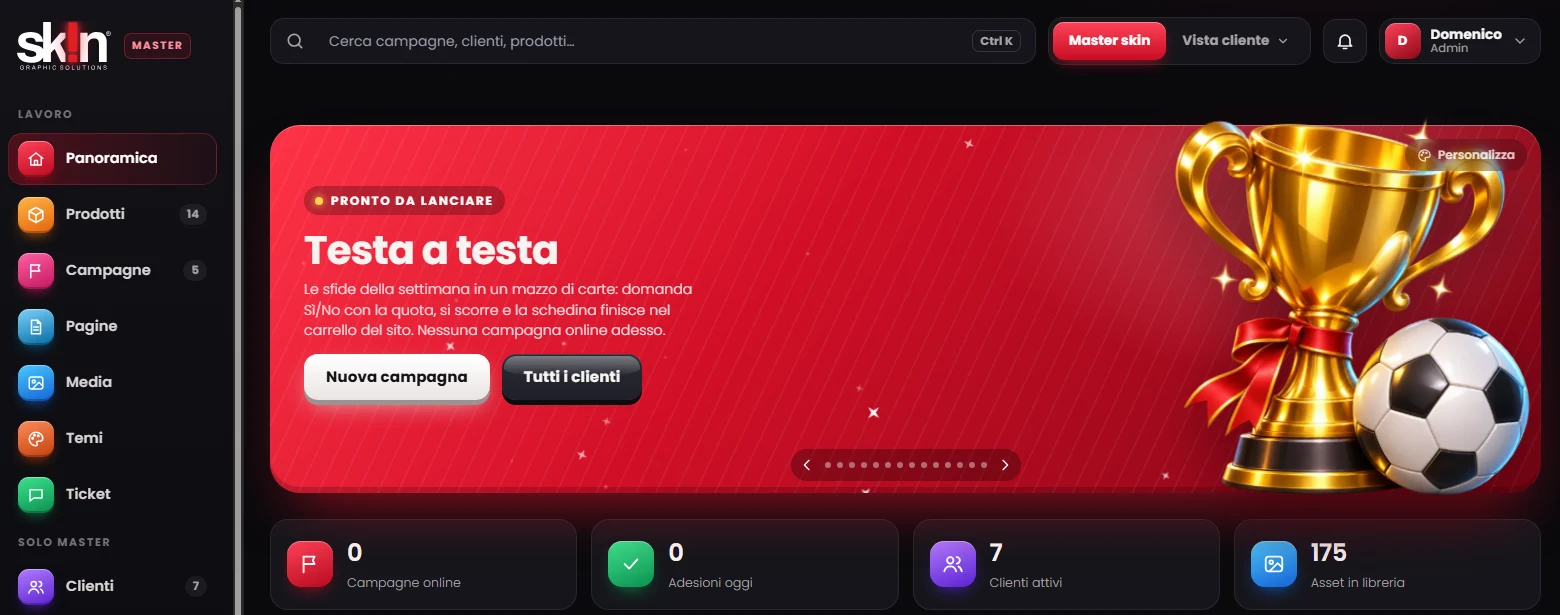 sk!n®
GRAPHIC SOLUTIONS
MASTER
LAVORO
Panoramica
Prodotti 14
Campagne 5
Pagine
Media
Temi
Ticket
SOLO MASTER
Clienti 7
Cerca campagne, clienti, prodotti...
Ctrl K
Master skin
Vista cliente
D
Domenico
Admin
Personalizza
PRONTO DA LANCIARE
Testa a testa
Le sfide della settimana in un mazzo di carte: domanda
Sì/No con la quota, si scorre e la schedina finisce nel
carrello del sito. Nessuna campagna online adesso.
Nuova campagna
Tutti i clienti
0
Campagne online
0
Adesioni oggi
7
Clienti attivi
175
Asset in libreria